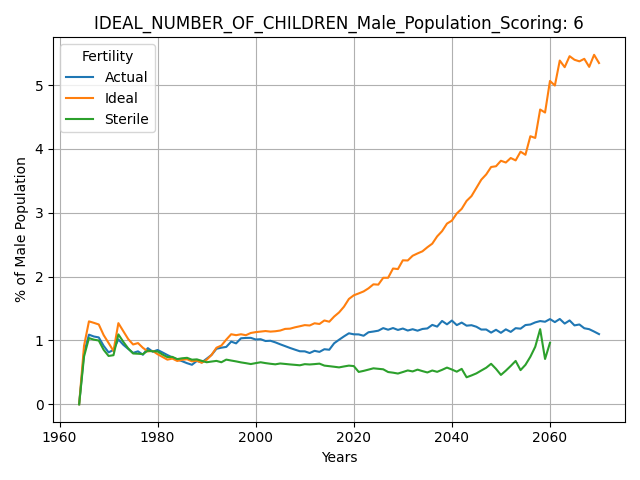 IDEAL_NUMBER_OF_CHILDREN_Male_Population_Scoring: 6
Fertility
Actual
Ideal
Sterile
% of Male Population
5
4
3
2
1
0
1960 1980 2000 2020 2040 2060
Years